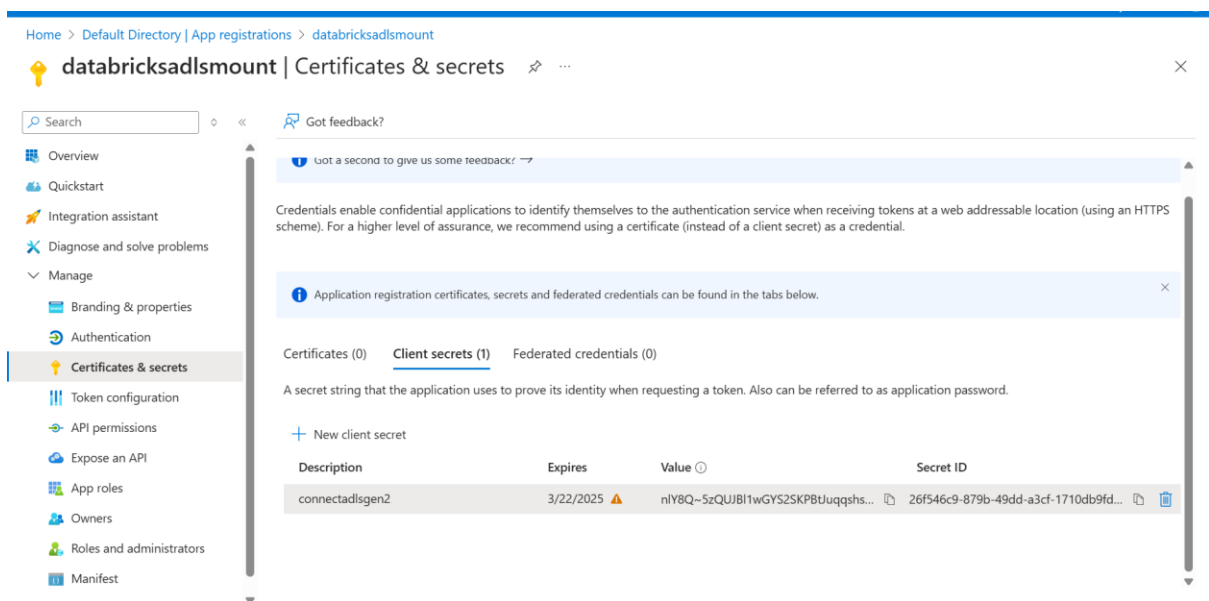 Home > Default Directory | App registrations > databricksadlsmount
databricksadlsmount | Certificates & secrets
Search
Got feedback?
Overview
Quickstart
Integration assistant
Diagnose and solve problems
Manage
Branding & properties
Authentication
Certificates & secrets
Token configuration
API permissions
Expose an API
App roles
Owners
Roles and administrators
Manifest
Got a second to give us some feedback?
Credentials enable confidential applications to identify themselves to the authentication service when receiving tokens at a web addressable location (using an HTTPS
scheme). For a higher level of assurance, we recommend using a certificate (instead of a client secret) as a credential.
Application registration certificates, secrets and federated credentials can be found in the tabs below.
Certificates (0) Client secrets (1) Federated credentials (0)
A secret string that the application uses to prove its identity when requesting a token. Also can be referred to as application password.
New client secret
Description Expires Value Secret ID
connectadlsgen2 3/22/2025 26f546c9-879b-49dd-a3cf-1710db9fd...